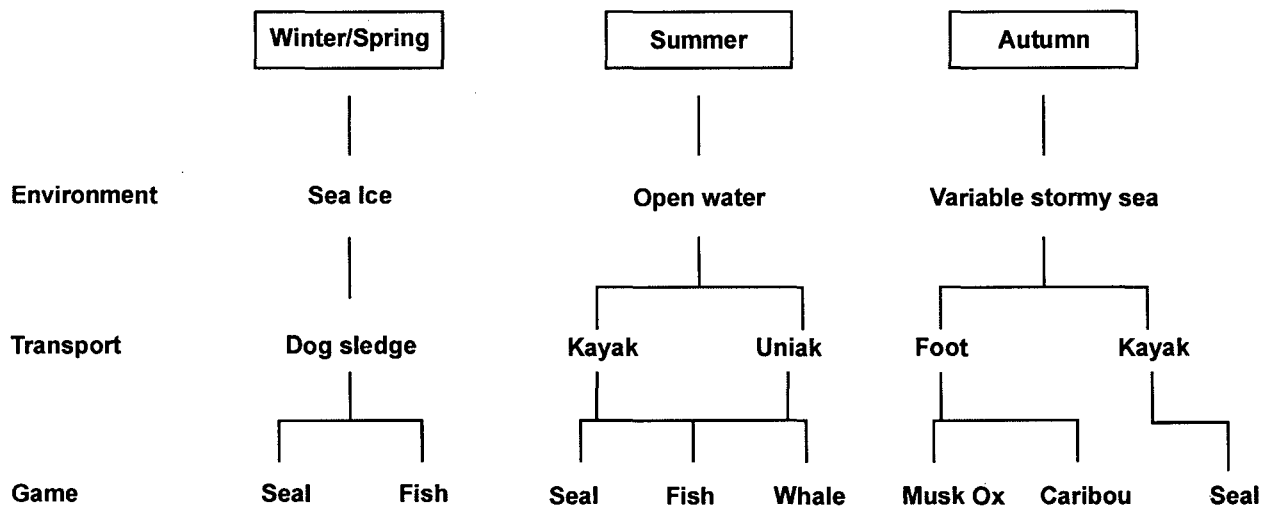 Winter/Spring Summer Autumn
Environment Sea Ice Open water Variable stormy sea
Transport Dog sledge Kayak Uniak Foot Kayak
Game Seal Fish Seal Fish Whale Musk Ox Caribou Seal